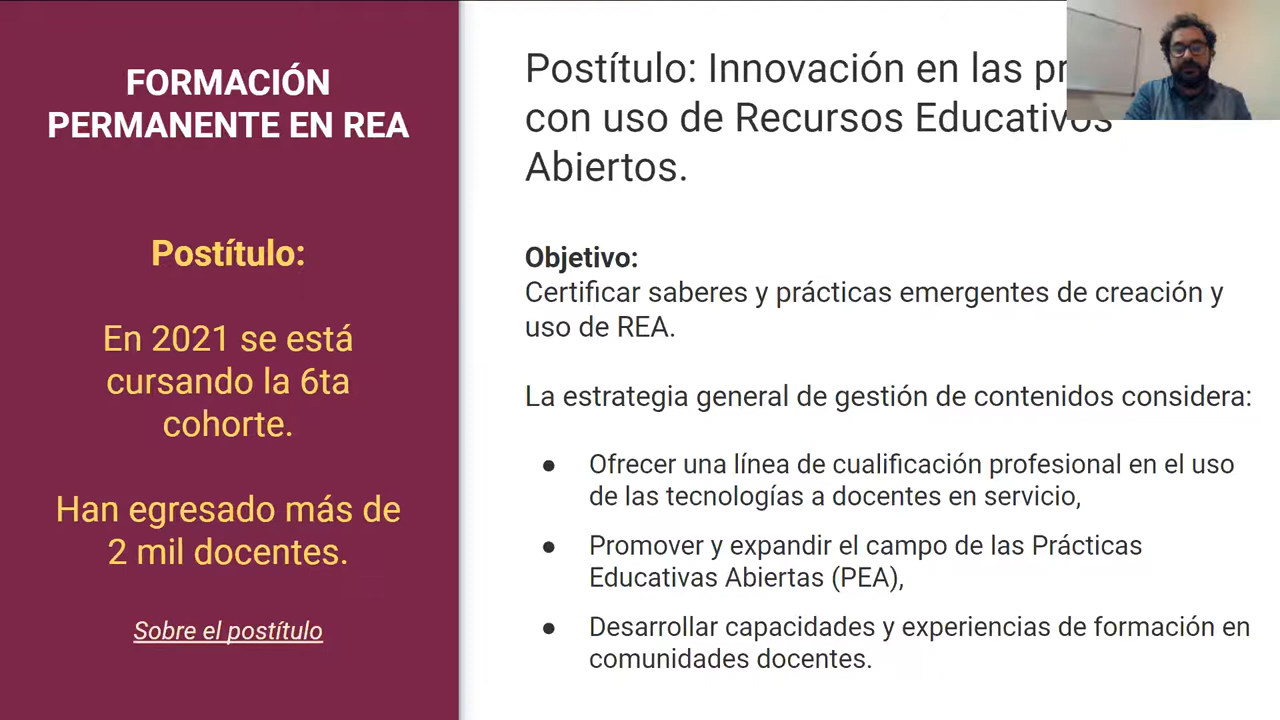 FORMACIÓN
PERMANENTE EN REA
Postítulo:
En 2021 se está
cursando la 6ta
cohorte.
Han egresado más de
2 mil docentes.
Sobre el postítulo
Postítulo: Innovación en las
con uso de Recursos Educativos
Abiertos.
Objetivo:
Certificar saberes y prácticas emergentes de creación y
uso de REA.
La estrategia general de gestión de contenidos considera:
● Ofrecer una línea de cualificación profesional en el uso
de las tecnologías a docentes en servicio,
● Promover y expandir el campo de las Prácticas
Educativas Abiertas (PEA),
● Desarrollar capacidades y experiencias de formación en
comunidades docentes.